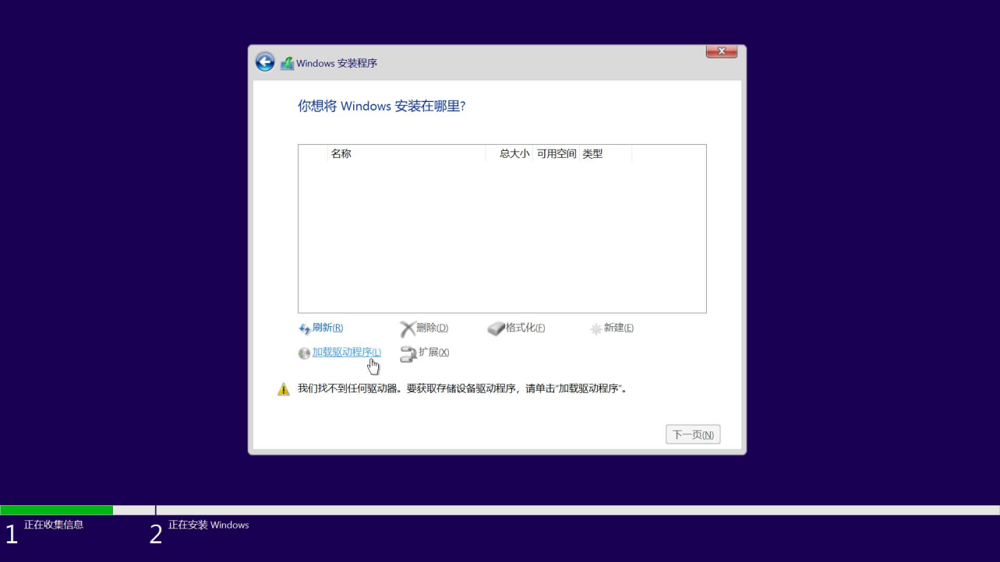 Windows 安装程序
你想将 Windows 安装在哪里?
名称 总大小 可用空间 类型
刷新(R) 删除(D) 格式化(F) 新建(E)
加载驱动程序(L) 扩展(X)
我们找不到任何驱动器。要获取存储设备驱动程序，请单击“加载驱动程序”。
下一页(N)
1 正在收集信息 2 正在安装 Windows